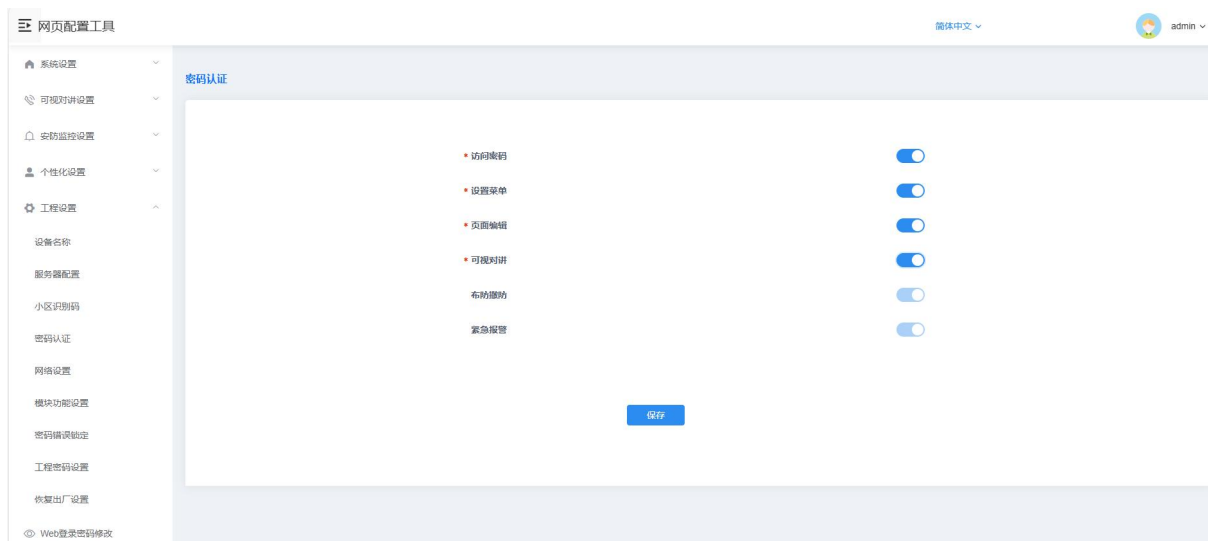 网页配置工具
简体中文
admin
系统设置
可视对讲设置
安防监控设置
个性化设置
工程设置
设备名称
服务器配置
小区识别码
密码认证
网络设置
模块功能设置
密码错误锁定
工程密码设置
恢复出厂设置
Web登录密码修改
密码认证
* 访问密码
* 设置菜单
* 页面编辑
* 可视对讲
布防撤防
紧急报警
保存